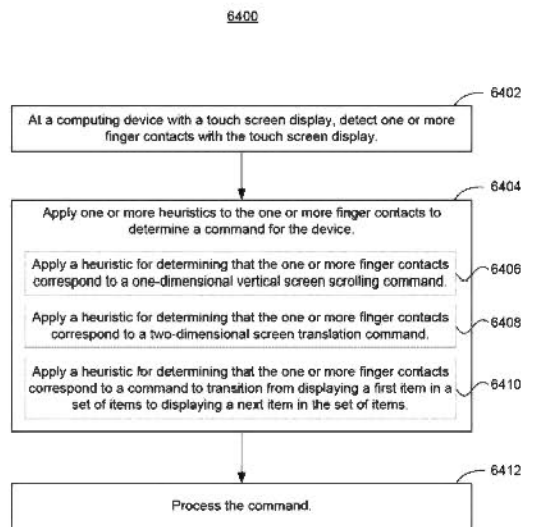 6400
6402
At a computing device with a touch screen display, detect one or more
finger contacts with the touch screen display.
6404
Apply one or more heuristics to the one or more finger contacts to
determine a command for the device.
Apply a heuristic for determining that the one or more finger contacts
correspond to a one-dimensional vertical screen scrolling command.
6406
Apply a heuristic for determining that the one or more finger contacts
correspond to a two-dimensional screen translation command.
6408
Apply a heuristic for determining that the one or more finger contacts
correspond to a command to transition from displaying a first item in a
set of items to displaying a next item in the set of items.
6410
6412
Process the command.